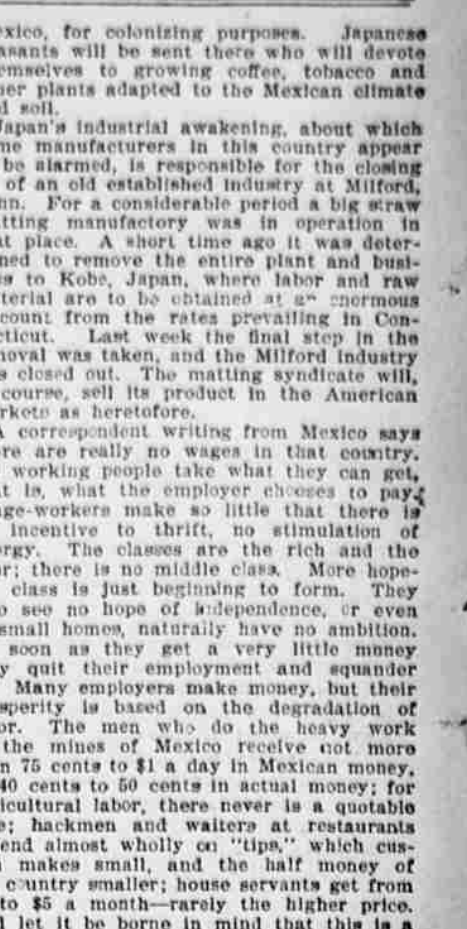 exico, for colonizing purposes. Japanese
asants will be sent there who will devote
emselves to growing coffee, tobacco and
er plants adapted to the Mexican climate
d soil.
Japan's industrial awakening, about which
me manufacturers in this country appear
be alarmed, is responsible for the closing
of an old established industry at Milford,
nn. For a considerable period a big straw
tting manufactory was in operation in
at place. A short time ago it was deter-
ned to remove the entire plant and busi-
s to Kobe, Japan, where labor and raw
terial are to be obtained at an enormous
count from the rates prevailing in Con-
cticut. Last week the final step in the
moval was taken, and the Milford industry
s closed out. The matting syndicate will,
course, sell its product in the American
rkets as heretofore.
A correspondent writing from Mexico says
re are really no wages in that country.
working people take what they can get,
at is, what the employer chooses to pay.
age-workers make so little that there is
incentive to thrift, no stimulation of
ergy. The classes are the rich and the
r; there is no middle class. More hope-
class is just beginning to form. They
o see no hope of independence, or even
small homes, naturally have no ambition.
soon as they get a very little money
y quit their employment and squander
Many employers make money, but their
sperity is based on the degradation of
or. The men who do the heavy work
the mines of Mexico receive not more
n 75 cents to $1 a day in Mexican money,
40 cents to 50 cents in actual money; for
icultural labor, there never is a quotable
e; hackmen and waiters at restaurants
end almost wholly on "tips," which cus-
makes small, and the half money of
country smaller; house servants get from
to $5 a month—rarely the higher price.
d let it be borne in mind that this is a